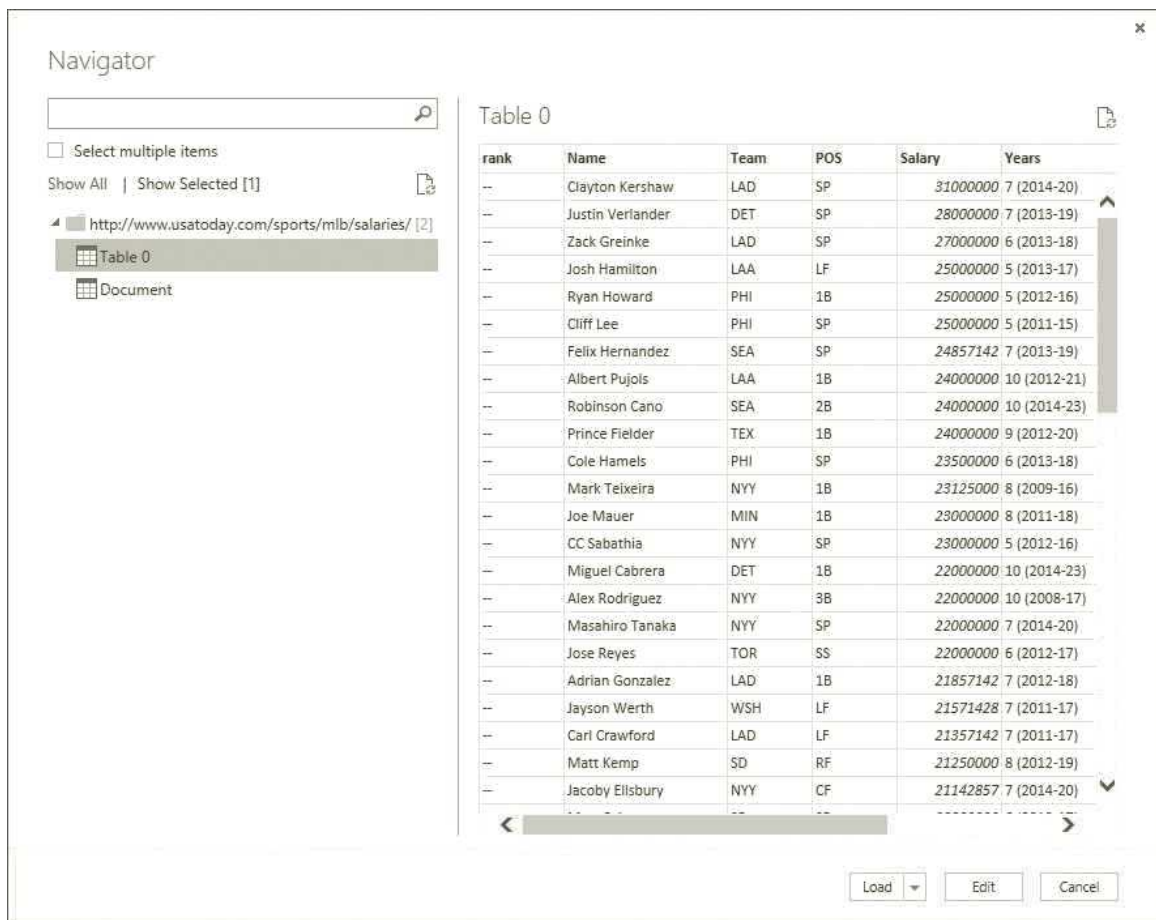 Navigator
Select multiple items
Show All | Show Selected [1]
http://www.usatoday.com/sports/mlb/salaries/ [2]
Table 0
Document
Table 0
rank Name Team POS Salary Years
-- Clayton Kershaw LAD SP 31000000 7 (2014-20)
-- Justin Verlander DET SP 28000000 7 (2013-19)
-- Zack Greinke LAD SP 27000000 6 (2013-18)
-- Josh Hamilton LAA LF 25000000 5 (2013-17)
-- Ryan Howard PHI 1B 25000000 5 (2012-16)
-- Cliff Lee PHI SP 25000000 5 (2011-15)
-- Felix Hernandez SEA SP 24857142 7 (2013-19)
-- Albert Pujols LAA 1B 24000000 10 (2012-21)
-- Robinson Cano SEA 2B 24000000 10 (2014-23)
-- Prince Fielder TEX 1B 24000000 9 (2012-20)
-- Cole Hamels PHI SP 23500000 6 (2013-18)
-- Mark Teixeira NYY 1B 23125000 8 (2009-16)
-- Joe Mauer MIN 1B 23000000 8 (2011-18)
-- CC Sabathia NYY SP 23000000 5 (2012-16)
-- Miguel Cabrera DET 1B 22000000 10 (2014-23)
-- Alex Rodriguez NYY 3B 22000000 10 (2008-17)
-- Masahiro Tanaka NYY SP 22000000 7 (2014-20)
-- Jose Reyes TOR SS 22000000 6 (2012-17)
-- Adrian Gonzalez LAD 1B 21857142 7 (2012-18)
-- Jayson Werth WSH LF 21571428 7 (2011-17)
-- Carl Crawford LAD LF 21357142 7 (2011-17)
-- Matt Kemp SD RF 21250000 8 (2012-19)
-- Jacoby Ellsbury NYY CF 21142857 7 (2014-20)
Load Edit Cancel